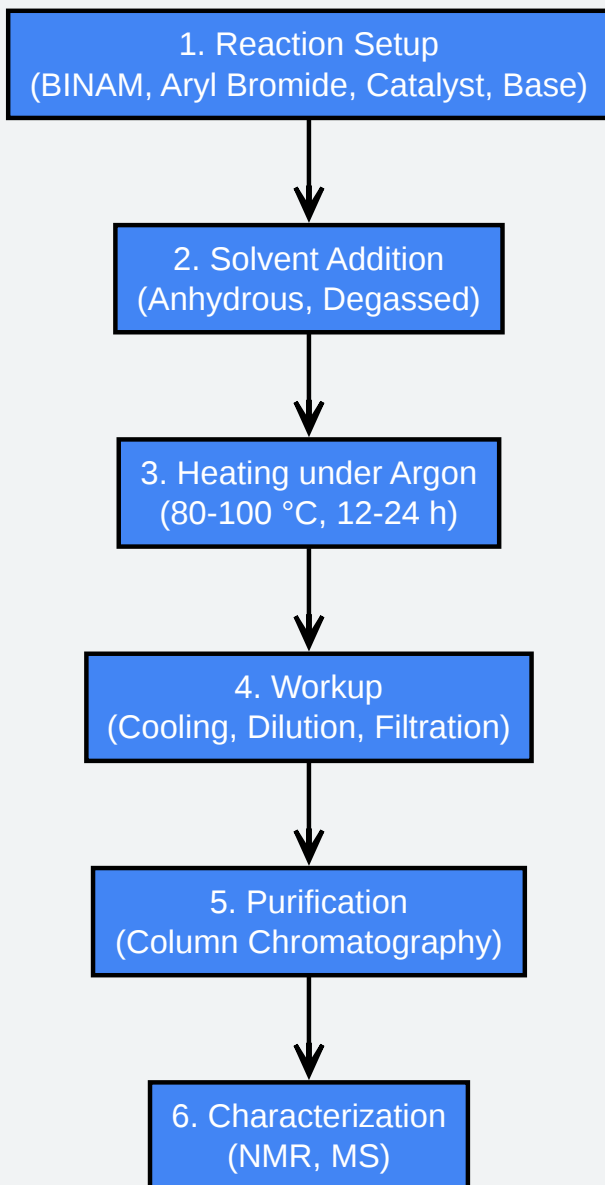 1. Reaction Setup
(BINAM, Aryl Bromide, Catalyst, Base)
2. Solvent Addition
(Anhydrous, Degassed)
3. Heating under Argon
(80-100 °C, 12-24 h)
4. Workup
(Cooling, Dilution, Filtration)
5. Purification
(Column Chromatography)
6. Characterization
(NMR, MS)